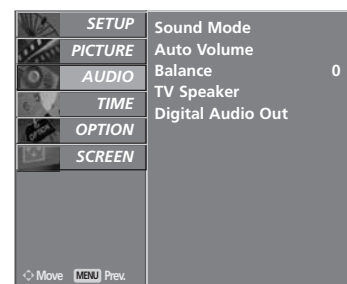 SETUP
PICTURE
AUDIO
TIME
OPTION
SCREEN
Sound Mode
Auto Volume
Balance 0
TV Speaker
Digital Audio Out
Move MENU Prev.